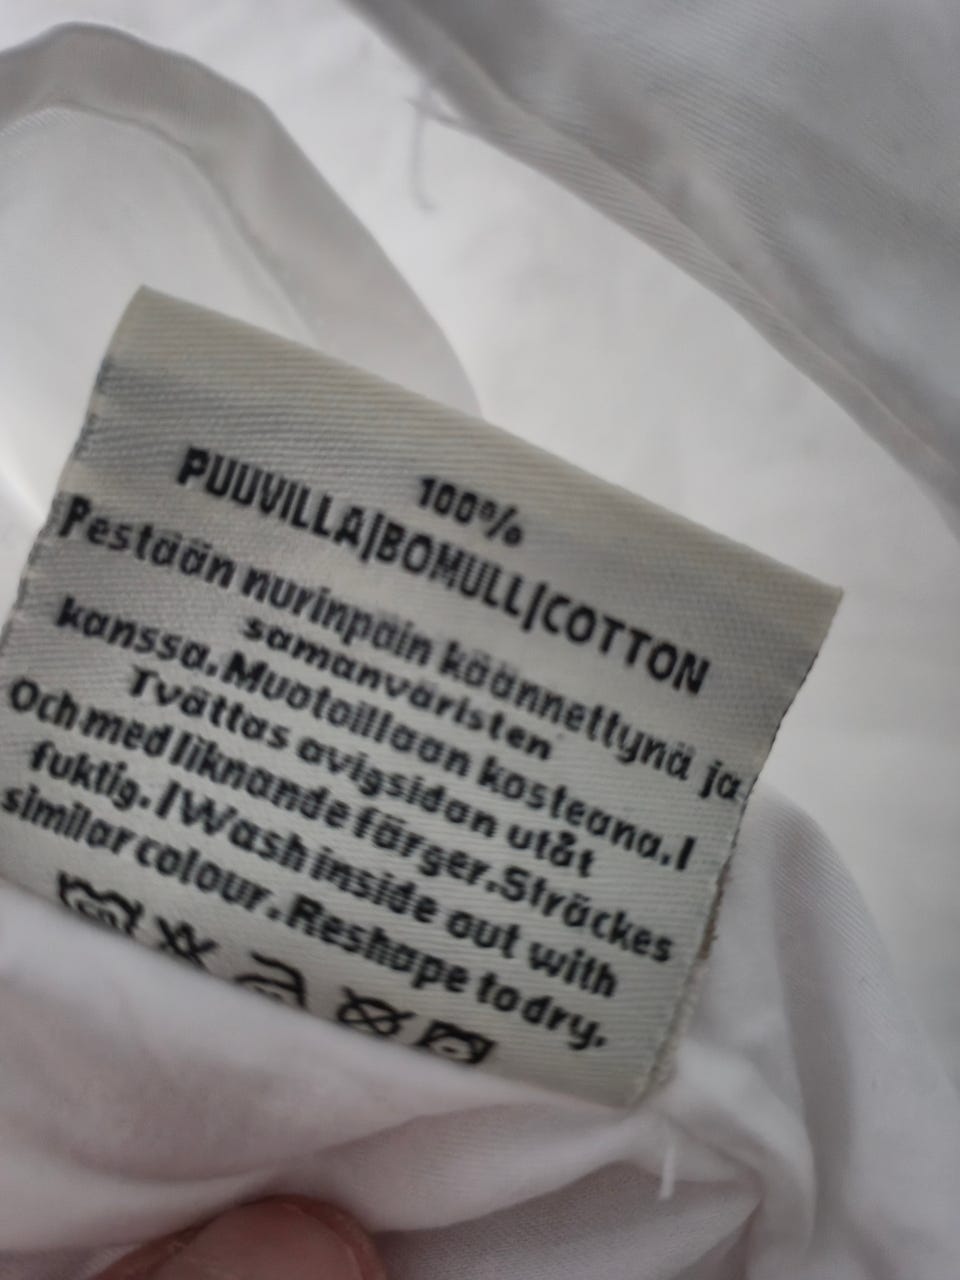 100%
PUUVILLA|BOMULL|COTTON
Pestään nurinpäin käännettynä ja
samanväristen
kanssa. Muotoillaan kosteana. |
Tvättas avigsidan utåt
Och med liknande färger. Sträckes
fuktig. | Wash inside out with
similar colour. Reshape to dry.